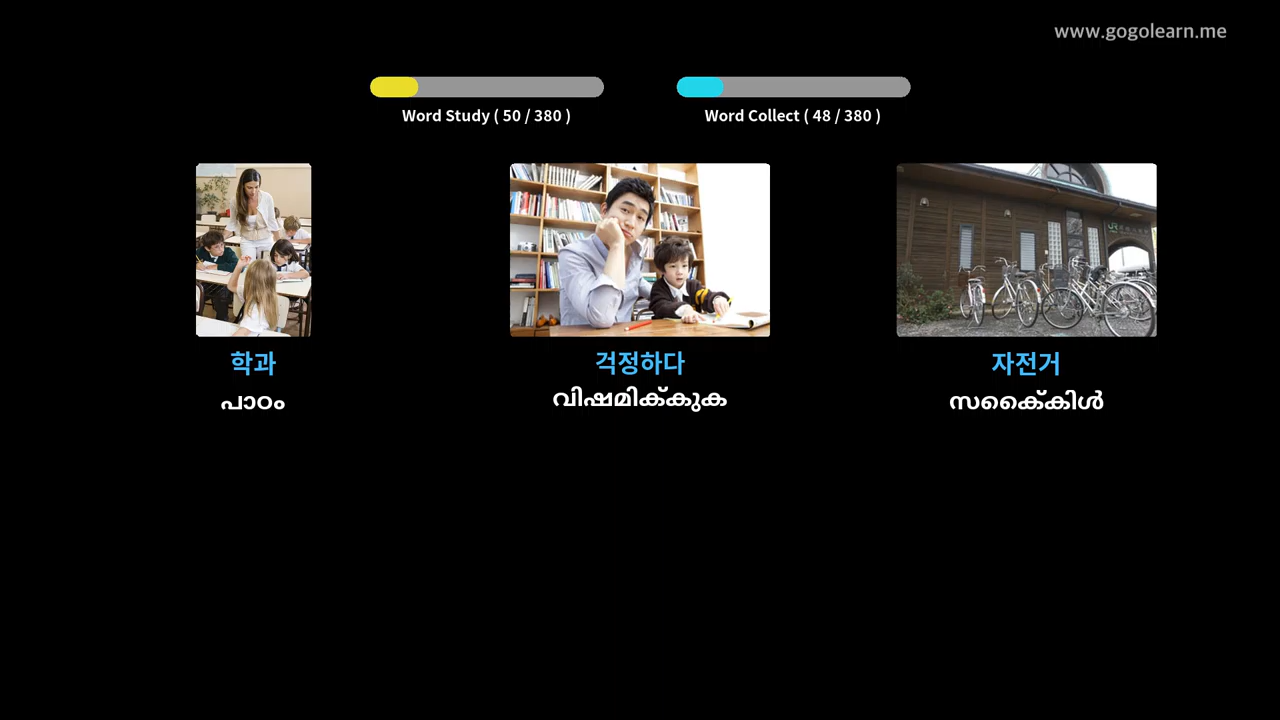 www.gogolearn.me
Word Study ( 50 / 380 )
Word Collect ( 48 / 380 )
학과
걱정하다
자전거
പാഠം
വിഷമിക്കുക
സകൈ്കിൾ